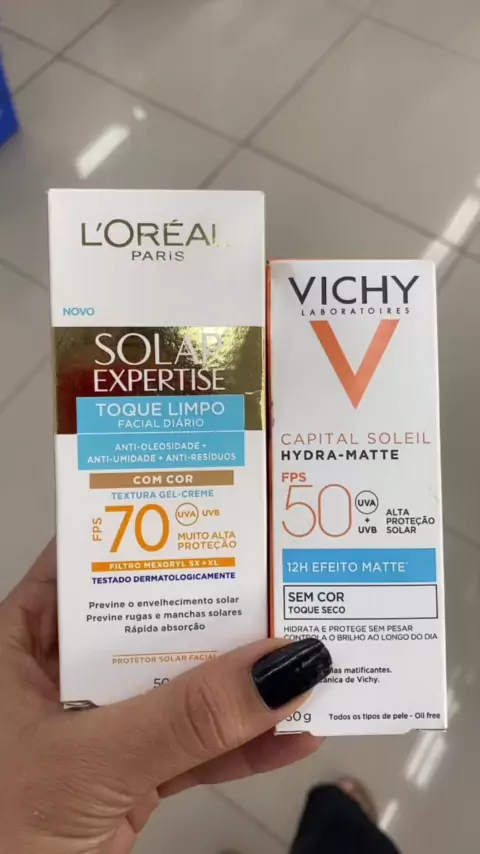 L'ORÉAL
PARIS
NOVO
SOLAR
EXPERTISE
TOQUE LIMPO
FACIAL DIÁRIO
ANTI-OLEOSIDADE +
ANTI-UMIDADE + ANTI-RESÍDUOS
COM COR
TEXTURA GEL-CREME
FPS 70 UVA UVB
MUITO ALTA
PROTEÇÃO
FILTRO MEXORYL SX+XL
TESTADO DERMATOLOGICAMENTE
Previne o envelhecimento solar
Previne rugas e manchas solares
Rápida absorção
PROTETOR SOLAR FACIAL
VICHY
LABORATOIRES
CAPITAL SOLEIL
HYDRA-MATTE
FPS
50 UVA + UVB
ALTA
PROTEÇÃO
SOLAR
12H EFEITO MATTE*
SEM COR
TOQUE SECO
HIDRATA E PROTEGE SEM PESAR
CONTROLA O BRILHO AO LONGO DO DIA
matificantes.
de Vichy.
Todos os tipos de pele - Oil free